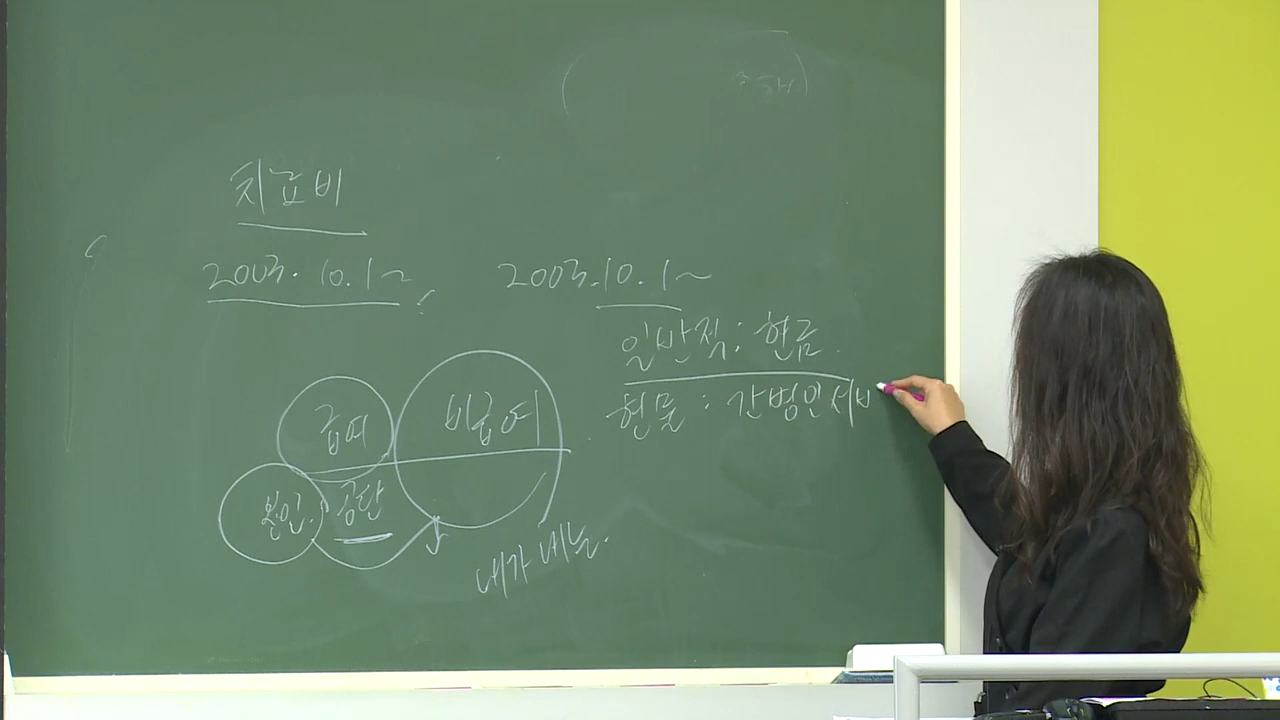 치료비
2003. 10. 1~
2003. 10. 1~
일반적: 현금
현물: 간병인 서비
급여
비급여
본인
공단
내가 내는